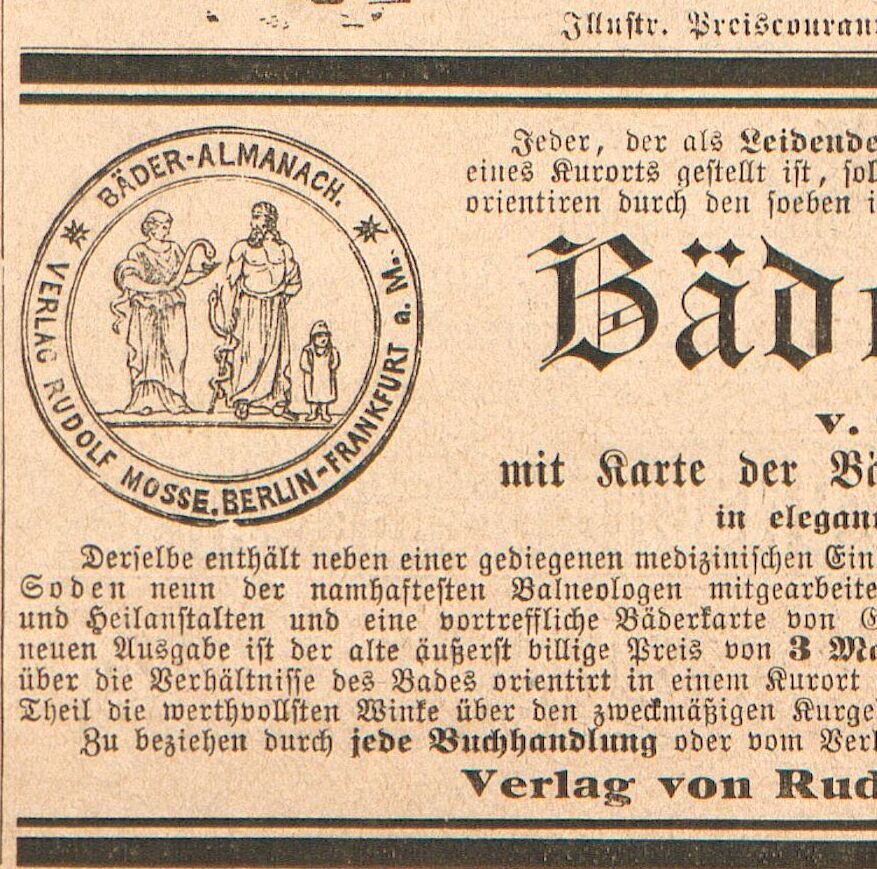 Illustr. Preiscouran
BÄDER-ALMANACH.
VERLAG RUDOLF MOSSE. BERLIN-FRANKFURT a. M.
Jeder, der als Leidende
eines Kurorts gestellt ist, sol
orientiren durch den soeben i
Bäd
v.
mit Karte der Bä
in elegan
Derselbe enthält neben einer gediegenen medizinischen Ein
Soden neun der namhaftesten Balneologen mitgearbeite
und Heilanstalten und eine vortreffliche Bäderkarte von
neuen Ausgabe ist der alte äußerst billige Preis von 3 Ma
über die Verhältnisse des Bades orientirt in einem Kurort
Theil die werthvollsten Winke über den zweckmäßigen Kurge
Zu beziehen durch jede Buchhandlung oder vom Verl
Verlag von Rud